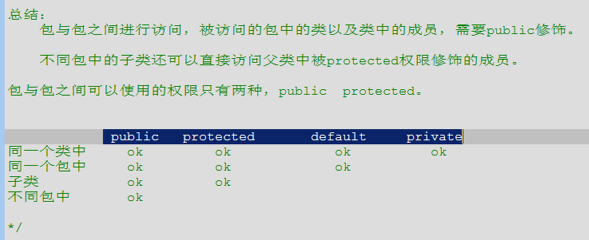 总结：
包与包之间进行访问，被访问的包中的类以及类中的成员，需要public修饰。
不同包中的子类还可以直接访问父类中被protected权限修饰的成员。
包与包之间可以使用的权限只有两种，public protected。
public protected default private
同一个类中 ok ok ok ok
同一个包中 ok ok ok
子类 ok ok
不同包中 ok
*/